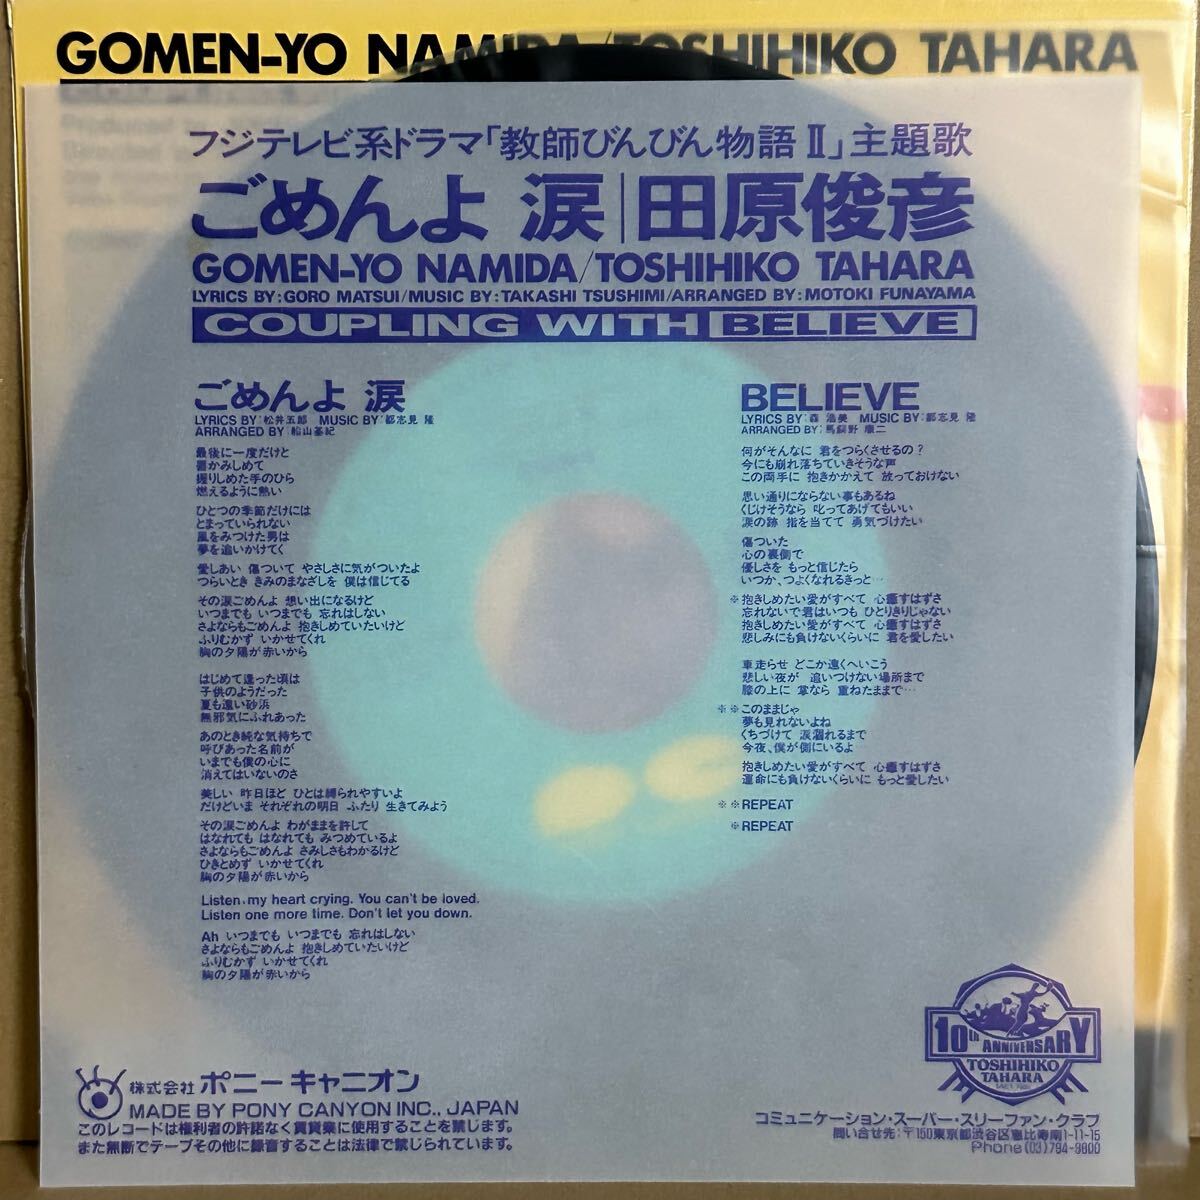 GOMEN-YO NAMIDA/TOSHIHIKO TAHARA
フジテレビ系ドラマ「教師びんびん物語Ⅱ」主題歌
ごめんよ 涙|田原俊彦
GOMEN-YO NAMIDA/TOSHIHIKO TAHARA
LYRICS BY:GORO MATSUI/MUSIC BY:TAKASHI TSUSHIMI/ARRANGED BY:MOTOKI FUNAYAMA
COUPLING WITH BELIEVE
ごめんよ 涙
LYRICS BY:松井五郎 MUSIC BY:都志見 隆
ARRANGED BY:船山基紀
最後に一度だけと
唇かみしめて
握りしめた手のひら
燃えるように熱い
ひとつの季節だけには
とまっていられない
風をみつけた男は
夢を追いかけてく
愛しあい 傷ついて やさしさに気がついたよ
つらいとき きみのまなざしを 僕は信じてる
その涙ごめんよ 想い出になるけど
いつまでも いつまでも 忘れはしない
さよならもごめんよ 抱きしめていたいけど
ふりむかず いかせてくれ
胸の夕陽が赤いから
はじめて逢った頃は
子供のようだった
夏も遠い砂浜
無邪気にふれあった
あのとき純な気持ちで
呼びあった名前が
いまでも僕の心に
消えてはいないのさ
美しい 昨日ほど ひとは縛られやすいよ
だけどいま それぞれの明日 ふたり 生きてみよう
その涙ごめんよ わがままを許して
はなれても はなれても みつめているよ
さよならもごめんよ さみしさもわかるけど
ひきとめず いかせてくれ
胸の夕陽が赤いから
Listen, my heart crying. You can't be loved.
Listen one more time. Don't let you down.
Ah いつまでも いつまでも 忘れはしない
さよならもごめんよ 抱きしめていたいけど
ふりむかず いかせてくれ
胸の夕陽が赤いから
BELIEVE
LYRICS BY:森 浩美 MUSIC BY:都志見 隆
ARRANGED BY:馬飼野 康二
何がそんなに 君をつらくさせるの?
今にも崩れ落ちていきそうな声
この両手に 抱きかかえて 放っておけない
思い通りにならない事もあるね
くじけそうなら 叱ってあげてもいい
涙の跡 指を当てて 勇気づけたい
傷ついた
心の裏側で
優しさを もっと信じたら
いつか、つよくなれるきっと…
※抱きしめたい愛がすべて 心癒すはずさ
忘れないで君はいつも ひとりきりじゃない
抱きしめたい愛がすべて 心癒すはずさ
悲しみにも負けないくらいに 君を愛したい
車走らせ どこか遠くへいこう
悲しい夜が 追いつけない場所まで
膝の上に 掌なら 重ねたままで…
※※このままじゃ
夢も見れないよね
くちづけて 涙涸れるまで
今夜、僕が側にいるよ
抱きしめたい愛がすべて 心癒すはずさ
運命にも負けないくらいに もっと愛したい
※※REPEAT
※REPEAT
10th ANNIVERSARY
TOSHIHIKO
TAHARA
株式会社 ポニーキャニオン
MADE BY PONY CANYON INC., JAPAN
このレコードは権利者の許諾なく賃貸業に使用することを禁じます。
また無断でテープその他に録音することは法律で禁じられています。
コミュニケーション・スーパー・スリーファン・クラブ
問い合せ先:〒150東京都渋谷区恵比寿南1-11-15
Phone (03)794-9800